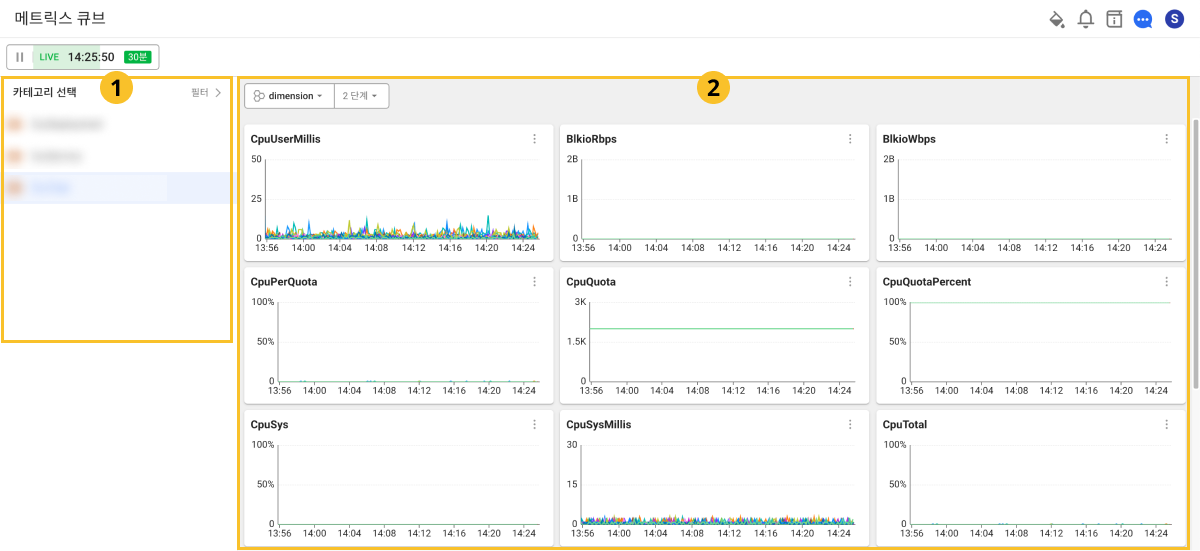 메트릭스 큐브
S
LIVE 14:25:50 30분
카테고리 선택
1
필터
2
dimension
2 단계
CpuUserMillis
50
25
0
13:56 14:00 14:04 14:08 14:12 14:16 14:20 14:24
BlkioRbps
2B
1B
0
13:56 14:00 14:04 14:08 14:12 14:16 14:20 14:24
BlkioWbps
2B
1B
0
13:56 14:00 14:04 14:08 14:12 14:16 14:20 14:24
CpuPerQuota
100%
50%
0
13:56 14:00 14:04 14:08 14:12 14:16 14:20 14:24
CpuQuota
3K
1.5K
0
13:56 14:00 14:04 14:08 14:12 14:16 14:20 14:24
CpuQuotaPercent
100%
50%
0
13:56 14:00 14:04 14:08 14:12 14:16 14:20 14:24
CpuSys
100%
50%
0
13:56 14:00 14:04 14:08 14:12 14:16 14:20 14:24
CpuSysMillis
30
15
0
13:56 14:00 14:04 14:08 14:12 14:16 14:20 14:24
CpuTotal
100%
50%
0
13:56 14:00 14:04 14:08 14:12 14:16 14:20 14:24